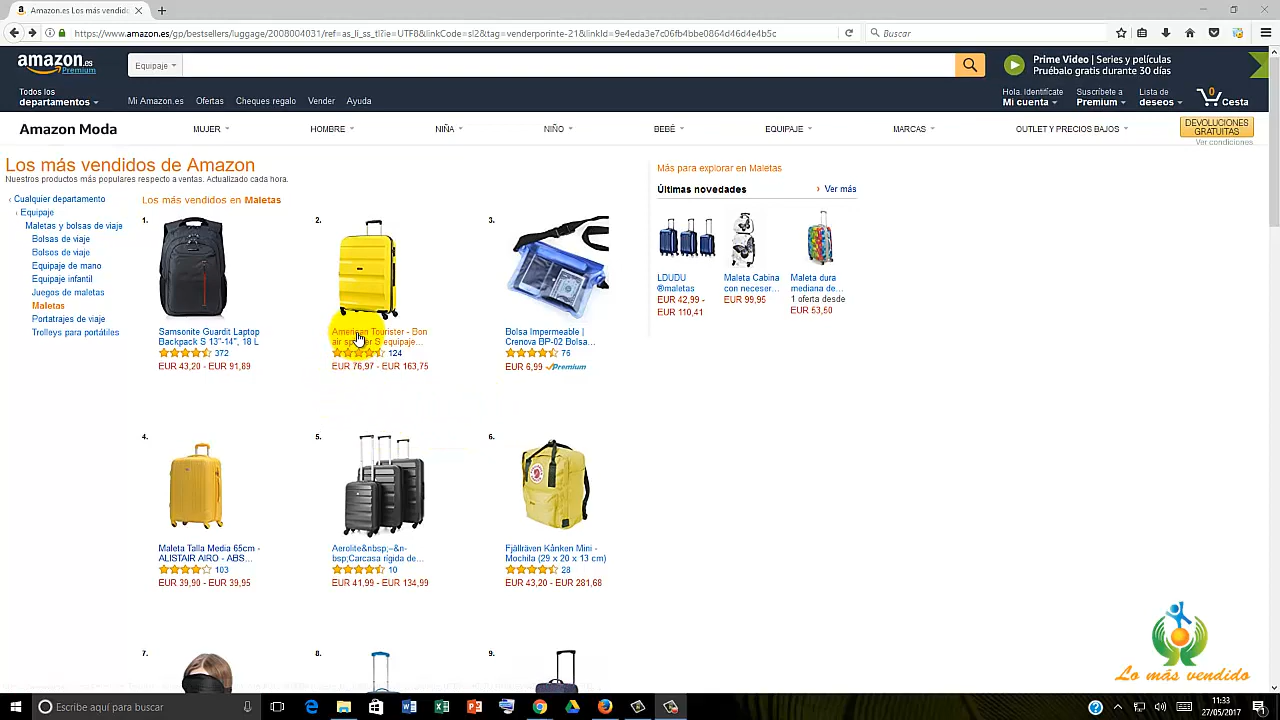 Amazon.es Los más vendid
https://www.amazon.es/gp/bestsellers/luggage/2008004031/ref=as_li_ss_tl?ie=UTF8&linkCode=sl2&tag=venderporinte-21&linkId=9e4eda3e7c06fb4bbe0864d46d4e4b5c
Buscar
amazon.es
Premium
Equipaje
Prime Video | Series y películas
Pruébalo gratis durante 30 días
Todos los
departamentos
Mi Amazon.es
Ofertas
Cheques regalo
Vender
Ayuda
Hola. Identifícate
Mi cuenta
Suscríbete a
Premium
Lista de
deseos
0
Cesta
Amazon Moda
MUJER
HOMBRE
NIÑA
NIÑO
BEBÉ
EQUIPAJE
MARCAS
OUTLET Y PRECIOS BAJOS
DEVOLUCIONES
GRATUITAS
Ver condiciones
Los más vendidos de Amazon
Nuestros productos más populares respecto a ventas. Actualizado cada hora.
‹ Cualquier departamento
‹ Equipaje
Maletas y bolsas de viaje
Bolsas de viaje
Bolsos de viaje
Equipaje de mano
Equipaje infantil
Juegos de maletas
Maletas
Portatrajes de viaje
Trolleys para portátiles
Los más vendidos en Maletas
1.
Samsonite Guardit Laptop
Backpack S 13"-14", 18 L
372
EUR 43,20 - EUR 91,89
2.
American Tourister - Bon
air spinner S equipaje...
124
EUR 76,97 - EUR 163,75
3.
Bolsa Impermeable |
Crenova BP-02 Bolsa...
76
EUR 6,99 Premium
4.
Maleta Talla Media 65cm -
ALISTAIR AIRO - ABS...
103
EUR 39,90 - EUR 39,95
5.
Aerolite&nbsp;–&n-
bsp;Carcasa rígida de...
10
EUR 41,99 - EUR 134,99
6.
Fjällräven Kånken Mini -
Mochila (29 x 20 x 13 cm)
28
EUR 43,20 - EUR 281,68
7.
8.
9.
Más para explorar en Maletas
Últimas novedades
› Ver más
LDUDU
®maletas
EUR 42,99 -
EUR 110,41
Maleta Cabina
con neceser...
EUR 99,95
Maleta dura
mediana de...
1 oferta desde
EUR 53,50
Lo más vendido
Escribe aquí para buscar
11:33
27/05/2017